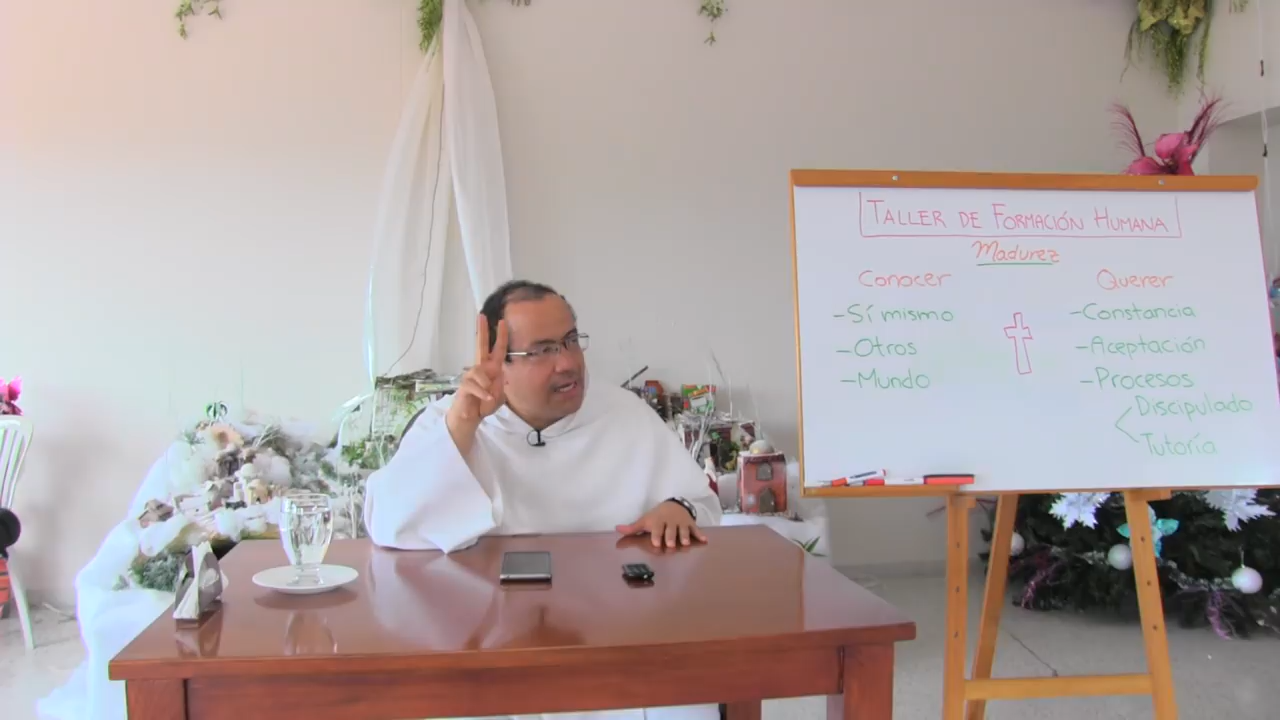 TALLER DE FORMACIÓN HUMANA
Madurez
Conocer
-Sí mismo
-Otros
-Mundo
Querer
-Constancia
-Aceptación
-Procesos
Discipulado
Tutoría